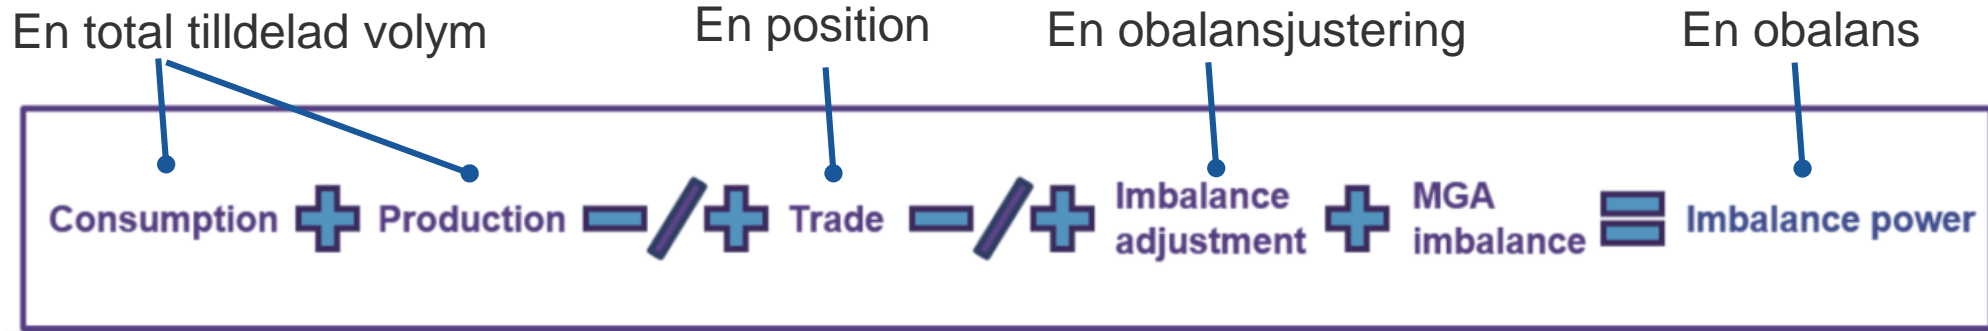 En total tilldelad volym
En position
En obalansjustering
En obalans
Consumption + Production -/+ Trade -/+ Imbalance adjustment + MGA imbalance = Imbalance power